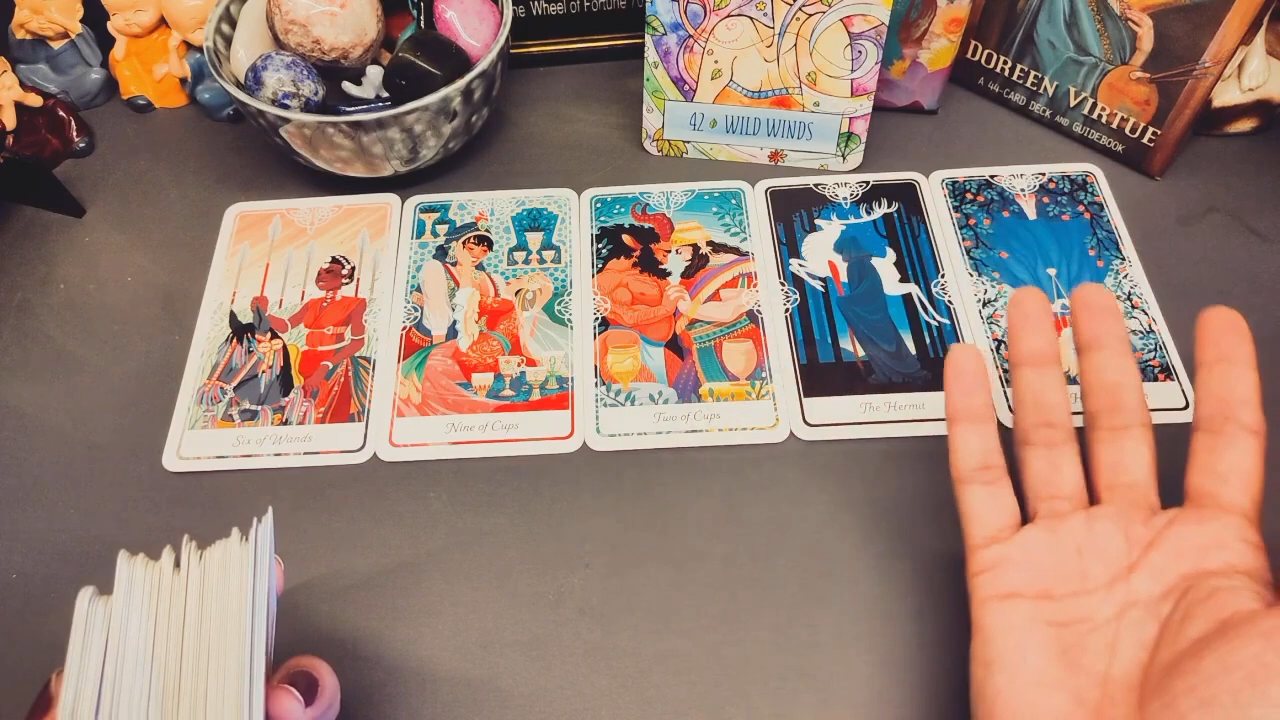 he Wheel of Fortune
42 WILD WINDS
DOREEN VIRTUE
A 44-CARD DECK AND GUIDEBOOK
Six of Wands
Nine of Cups
Two of Cups
The Hermit